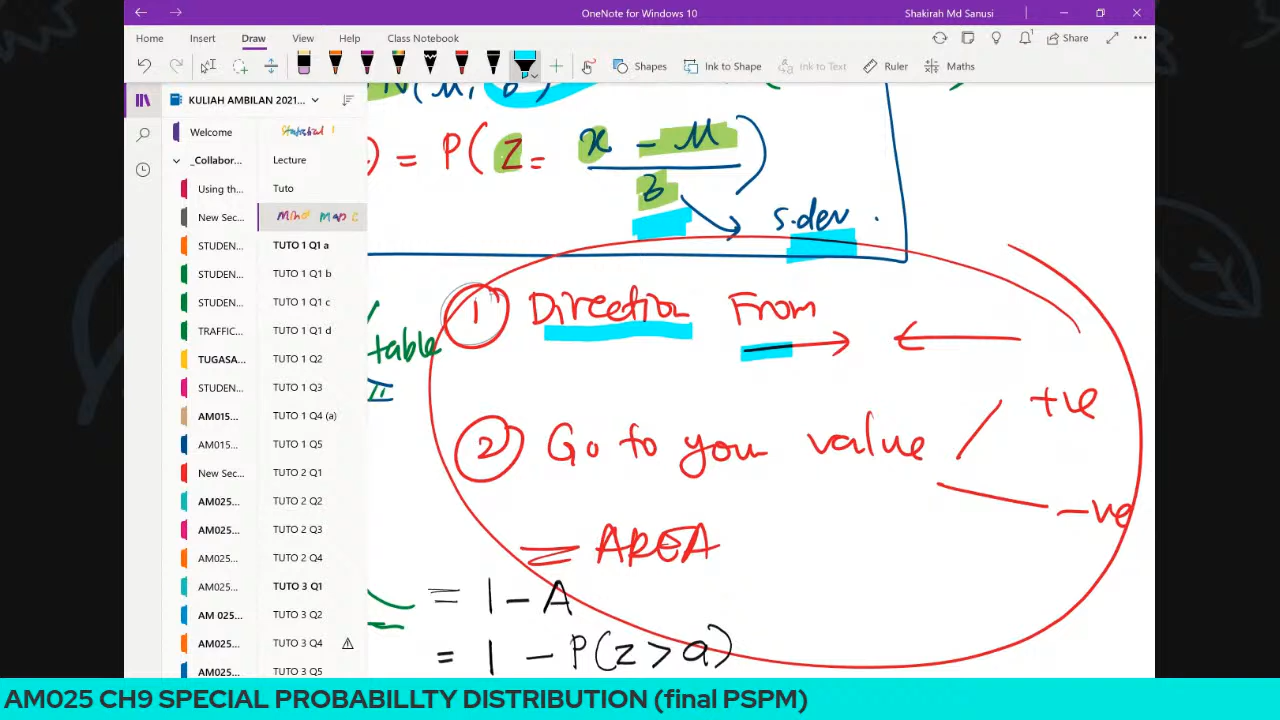 OneNote for Windows 10
Shakirah Md Sanusi
Home Insert Draw View Help Class Notebook
Share
Shapes Ink to Shape Ink to Text Ruler Maths
KULIAH AMBILAN 2021...
Welcome
_Collabor...
Using th...
New Sec...
STUDEN...
STUDEN...
STUDEN...
TRAFFIC...
TUGASA...
STUDEN...
AM015...
AM015...
New Sec...
AM025...
AM025...
AM025...
AM025...
AM 025...
AM025...
AM025...
Lecture
Tuto
Mind Map C
TUTO 1 Q1 a
TUTO 1 Q1 b
TUTO 1 Q1 c
TUTO 1 Q1 d
TUTO 1 Q2
TUTO 1 Q3
TUTO 1 Q4 (a)
TUTO 1 Q5
TUTO 2 Q1
TUTO 2 Q2
TUTO 2 Q3
TUTO 2 Q4
TUTO 3 Q1
TUTO 3 Q2
TUTO 3 Q4
TUTO 3 Q5
) = P( z = x - μ )
s.dev.
1 Direction From
table
II
2 Go to your value
+ve
-ve
= AREA
= 1 - A
= 1 - P(z > a)
AM025 CH9 SPECIAL PROBABILLTY DISTRIBUTION (final PSPM)